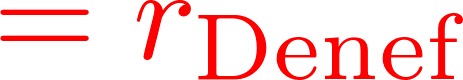 = r_Denef